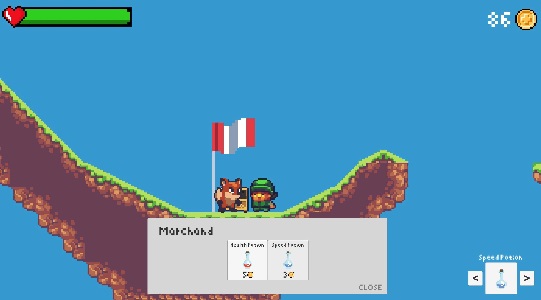 86
Marchand
Health Potion
Speed Potion
5
3
CLOSE
Speed Potion
<
>